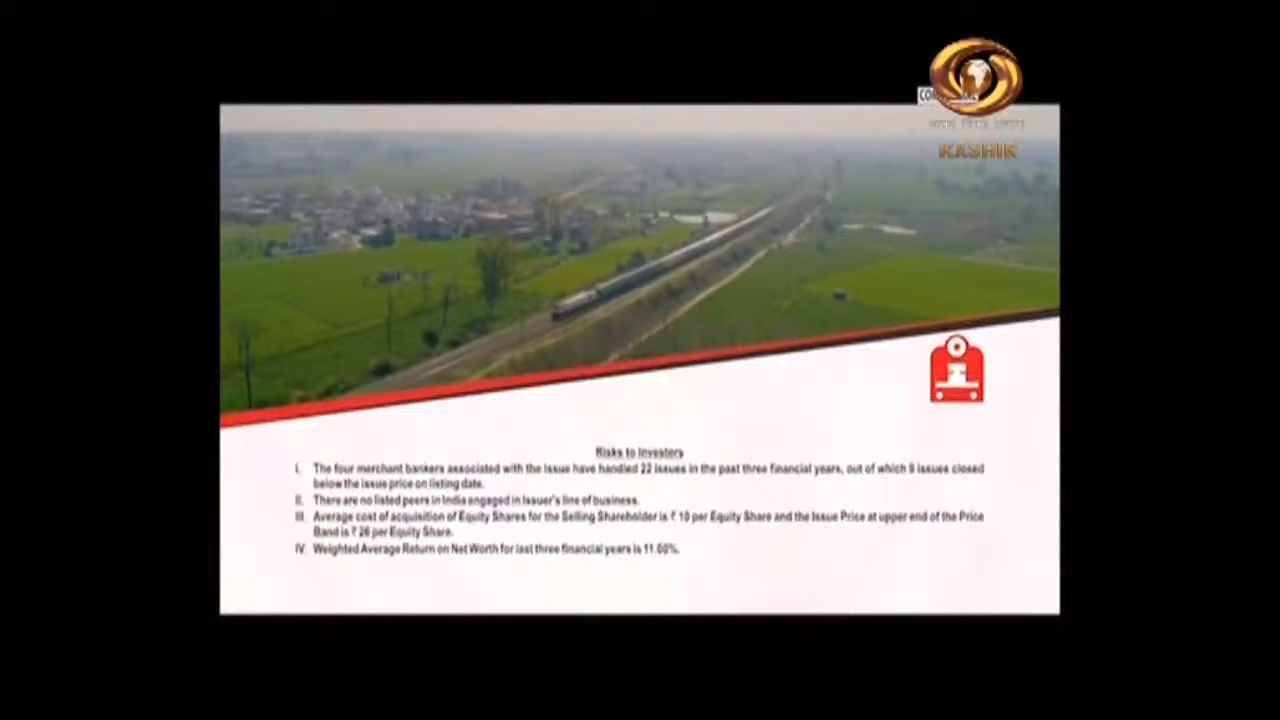 KASHIR
Risks to Investors
I. The four merchant bankers associated with the Issue have handled 22 issues in the past three financial years, out of which 9 issues closed
below the issue price on listing date.
II. There are no listed peers in India engaged in Issuer's line of business.
III. Average cost of acquisition of Equity Shares for the Selling Shareholder is ₹ 10 per Equity Share and the Issue Price at upper end of the Price
Band is ₹ 26 per Equity Share.
IV. Weighted Average Return on Net Worth for last three financial years is 11.60%.